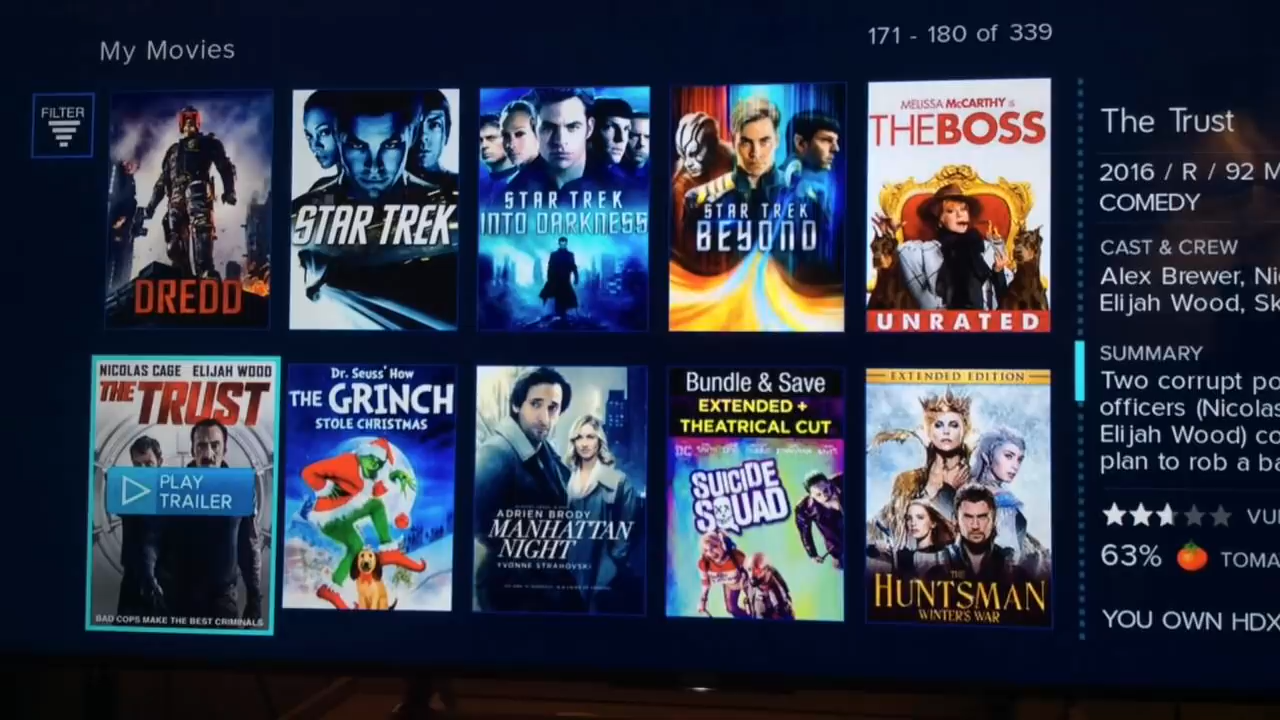 My Movies
171 - 180 of 339
FILTER
DREDD
STAR TREK
STAR TREK
INTO DARKNESS
STAR TREK
BEYOND
MELISSA McCARTHY IS
THE BOSS
UNRATED
NICOLAS CAGE ELIJAH WOOD
THE TRUST
PLAY
TRAILER
BAD COPS MAKE THE BEST CRIMINALS
Dr. Seuss' How
THE GRINCH
STOLE CHRISTMAS
ADRIEN BRODY
MANHATTAN
NIGHT
YVONNE STRAHOVSKI
Bundle & Save
EXTENDED +
THEATRICAL CUT
DC
SUICIDE
SQUAD
EXTENDED EDITION
THE
HUNTSMAN
WINTER'S WAR
The Trust
2016 / R / 92 M
COMEDY
CAST & CREW
Alex Brewer, Ni
Elijah Wood, Sk
SUMMARY
Two corrupt po
officers (Nicolas
Elijah Wood) co
plan to rob a ba
VU
63% TOMA
YOU OWN HDX